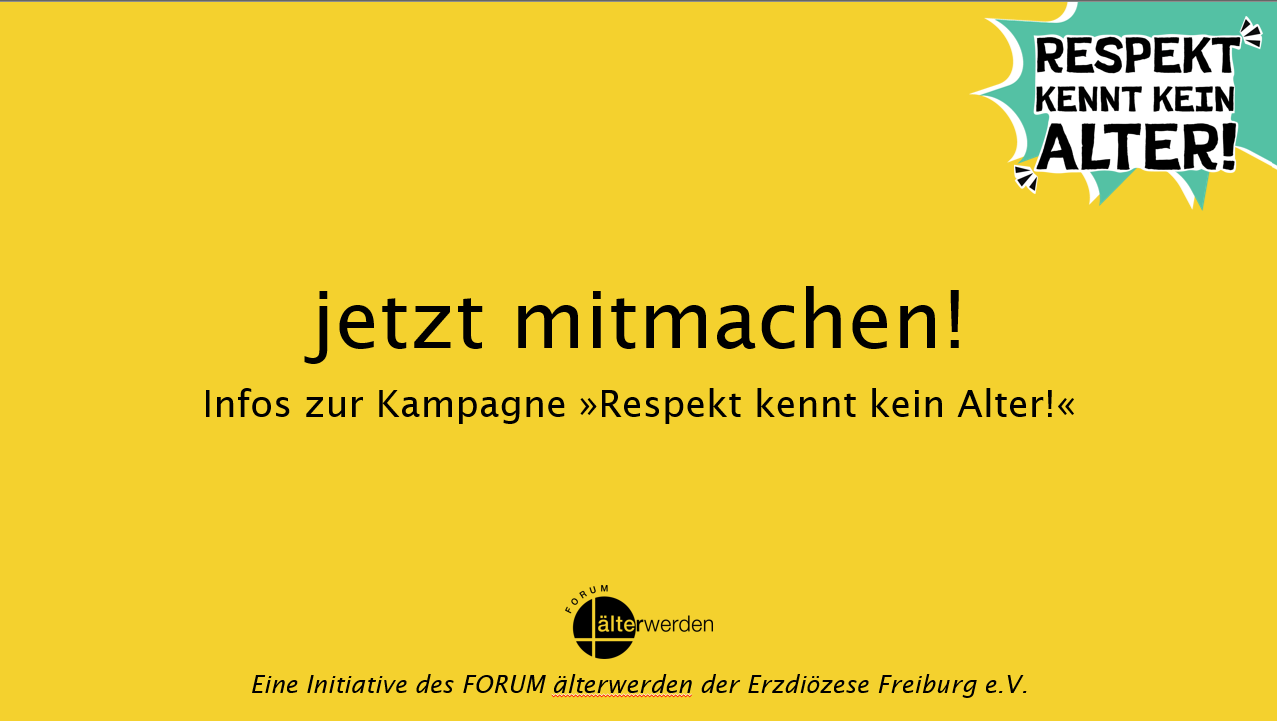 RESPEKT
KENNT KEIN
ALTER!
jetzt mitmachen!
Infos zur Kampagne »Respekt kennt kein Alter!«
FORUM
älterwerden
Eine Initiative des FORUM älterwerden der Erzdiözese Freiburg e.V.